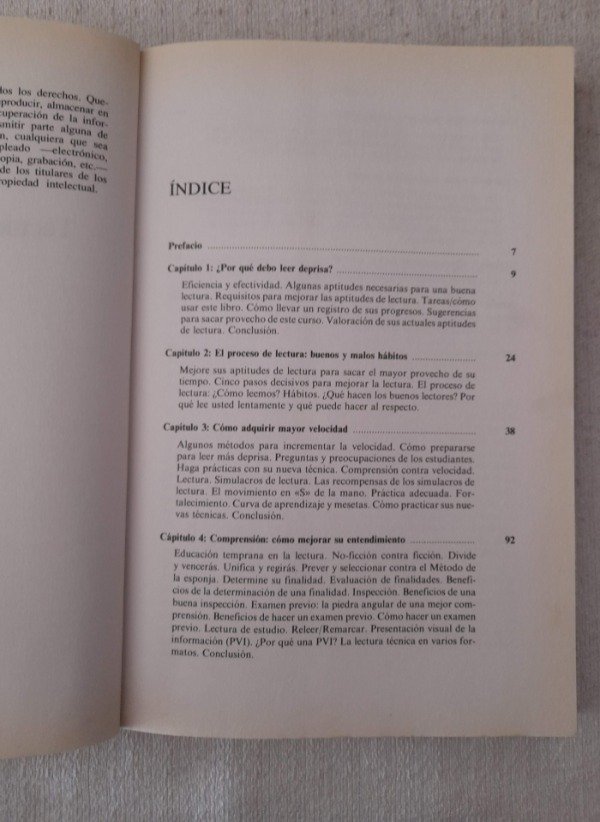 dos los derechos. Que-
producir, almacenar en
cuperación de la infor-
smitir parte alguna de
n, cualquiera que sea
pleado —electrónico,
opia, grabación, etc.—
de los titulares de los
ropiedad intelectual.
ÍNDICE
Prefacio ........ 7
Capítulo 1: ¿Por qué debo leer deprisa? ........ 9
Eficiencia y efectividad. Algunas aptitudes necesarias para una buena
lectura. Requisitos para mejorar las aptitudes de lectura. Tareas/cómo
usar este libro. Cómo llevar un registro de sus progresos. Sugerencias
para sacar provecho de este curso. Valoración de sus actuales aptitudes
de lectura. Conclusión.
Capítulo 2: El proceso de lectura: buenos y malos hábitos ........ 24
Mejore sus aptitudes de lectura para sacar el mayor provecho de su
tiempo. Cinco pasos decisivos para mejorar la lectura. El proceso de
lectura: ¿Cómo leemos? Hábitos. ¿Qué hacen los buenos lectores? Por
qué lee usted lentamente y qué puede hacer al respecto.
Capítulo 3: Cómo adquirir mayor velocidad ........ 38
Algunos métodos para incrementar la velocidad. Cómo prepararse
para leer más deprisa. Preguntas y preocupaciones de los estudiantes.
Haga prácticas con su nueva técnica. Comprensión contra velocidad.
Lectura. Simulacros de lectura. Las recompensas de los simulacros de
lectura. El movimiento en «S» de la mano. Práctica adecuada. For-
talecimiento. Curva de aprendizaje y mesetas. Cómo practicar sus nue-
vas técnicas. Conclusión.
Cápítulo 4: Comprensión: cómo mejorar su entendimiento ........ 92
Educación temprana en la lectura. No-ficción contra ficción. Divide
y vencerás. Unifica y regirás. Prever y seleccionar contra el Método de
la esponja. Determine su finalidad. Evaluación de finalidades. Benefi-
cios de la determinación de una finalidad. Inspección. Beneficios de una
buena inspección. Examen previo: la piedra angular de una mejor com-
prensión. Beneficios de hacer un examen previo. Cómo hacer un examen
previo. Lectura de estudio. Releer/Remarcar. Presentación visual de la
información (PVI). ¿Por qué una PVI? La lectura técnica en varios for-
matos. Conclusión.